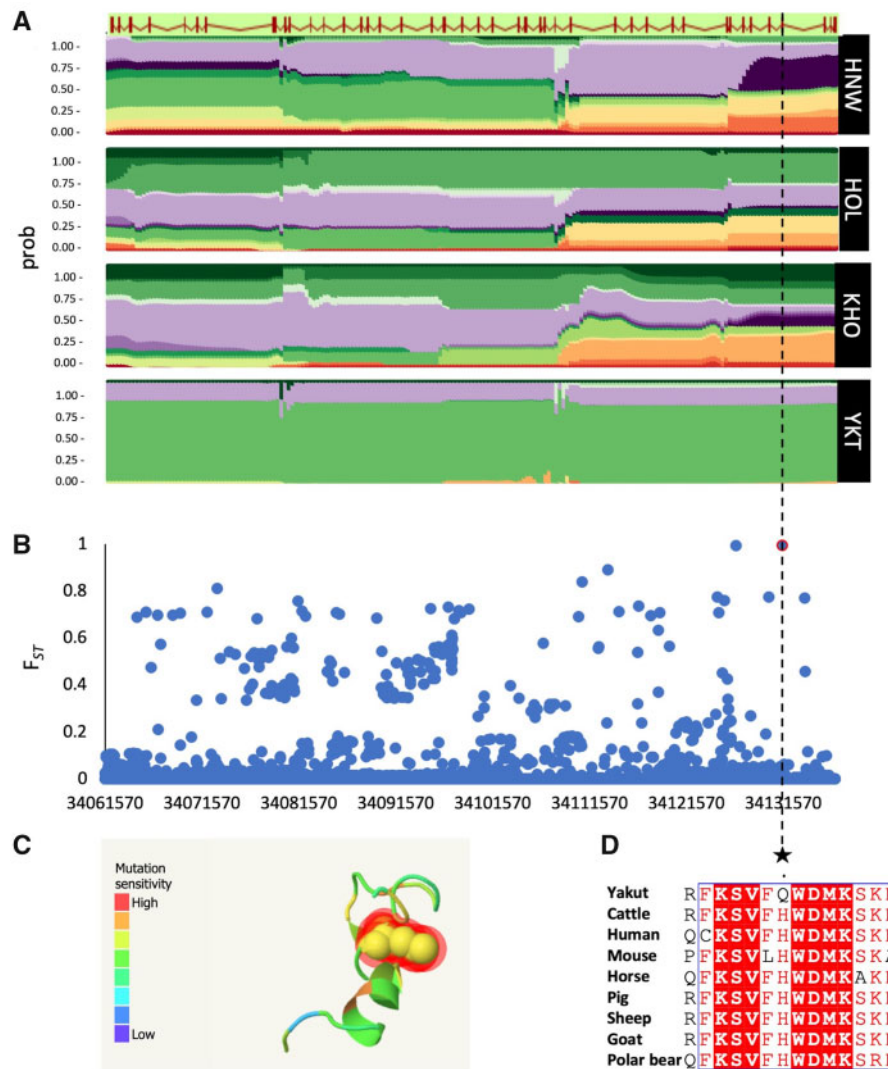 A
1.00 -
0.75 -
0.50 -
0.25 -
0.00 -
HNW
1.00 -
0.75 -
0.50 -
0.25 -
0.00 -
HOL
prob
1.00 -
0.75 -
0.50 -
0.25 -
0.00 -
KHO
1.00 -
0.75 -
0.50 -
0.25 -
0.00 -
YKT
B
1
0.8
0.6
0.4
0.2
0
FST
34061570 34071570 34081570 34091570 34101570 34111570 34121570 34131570
C
Mutation
sensitivity
High
Low
D
★
Yakut R F K S V F Q W D M K S K
Cattle R F K S V F H W D M K S K
Human Q C K S V F H W D M K S K
Mouse P F K S V L H W D M K S K
Horse Q F K S V F H W D M K A K
Pig R F K S V F H W D M K S K
Sheep R F K S V F H W D M K S K
Goat R F K S V F H W D M K G K
Polar bear Q F K S V F H W D M K S R